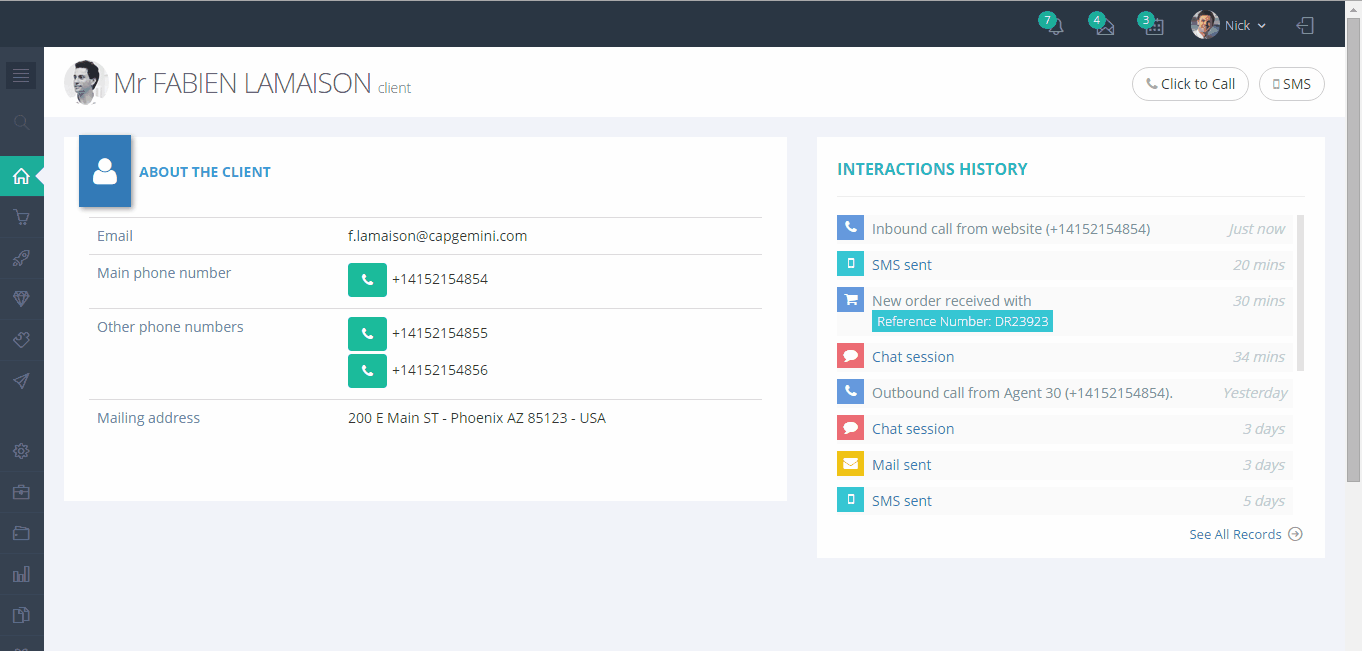 7
4
3
Nick
Mr FABIEN LAMAISON client
Click to Call
SMS
ABOUT THE CLIENT
Email f.lamaison@capgemini.com
Main phone number +14152154854
Other phone numbers +14152154855
+14152154856
Mailing address 200 E Main ST - Phoenix AZ 85123 - USA
INTERACTIONS HISTORY
Inbound call from website (+14152154854) Just now
SMS sent 20 mins
New order received with 30 mins
Reference Number: DR23923
Chat session 34 mins
Outbound call from Agent 30 (+14152154854). Yesterday
Chat session 3 days
Mail sent 3 days
SMS sent 5 days
See All Records